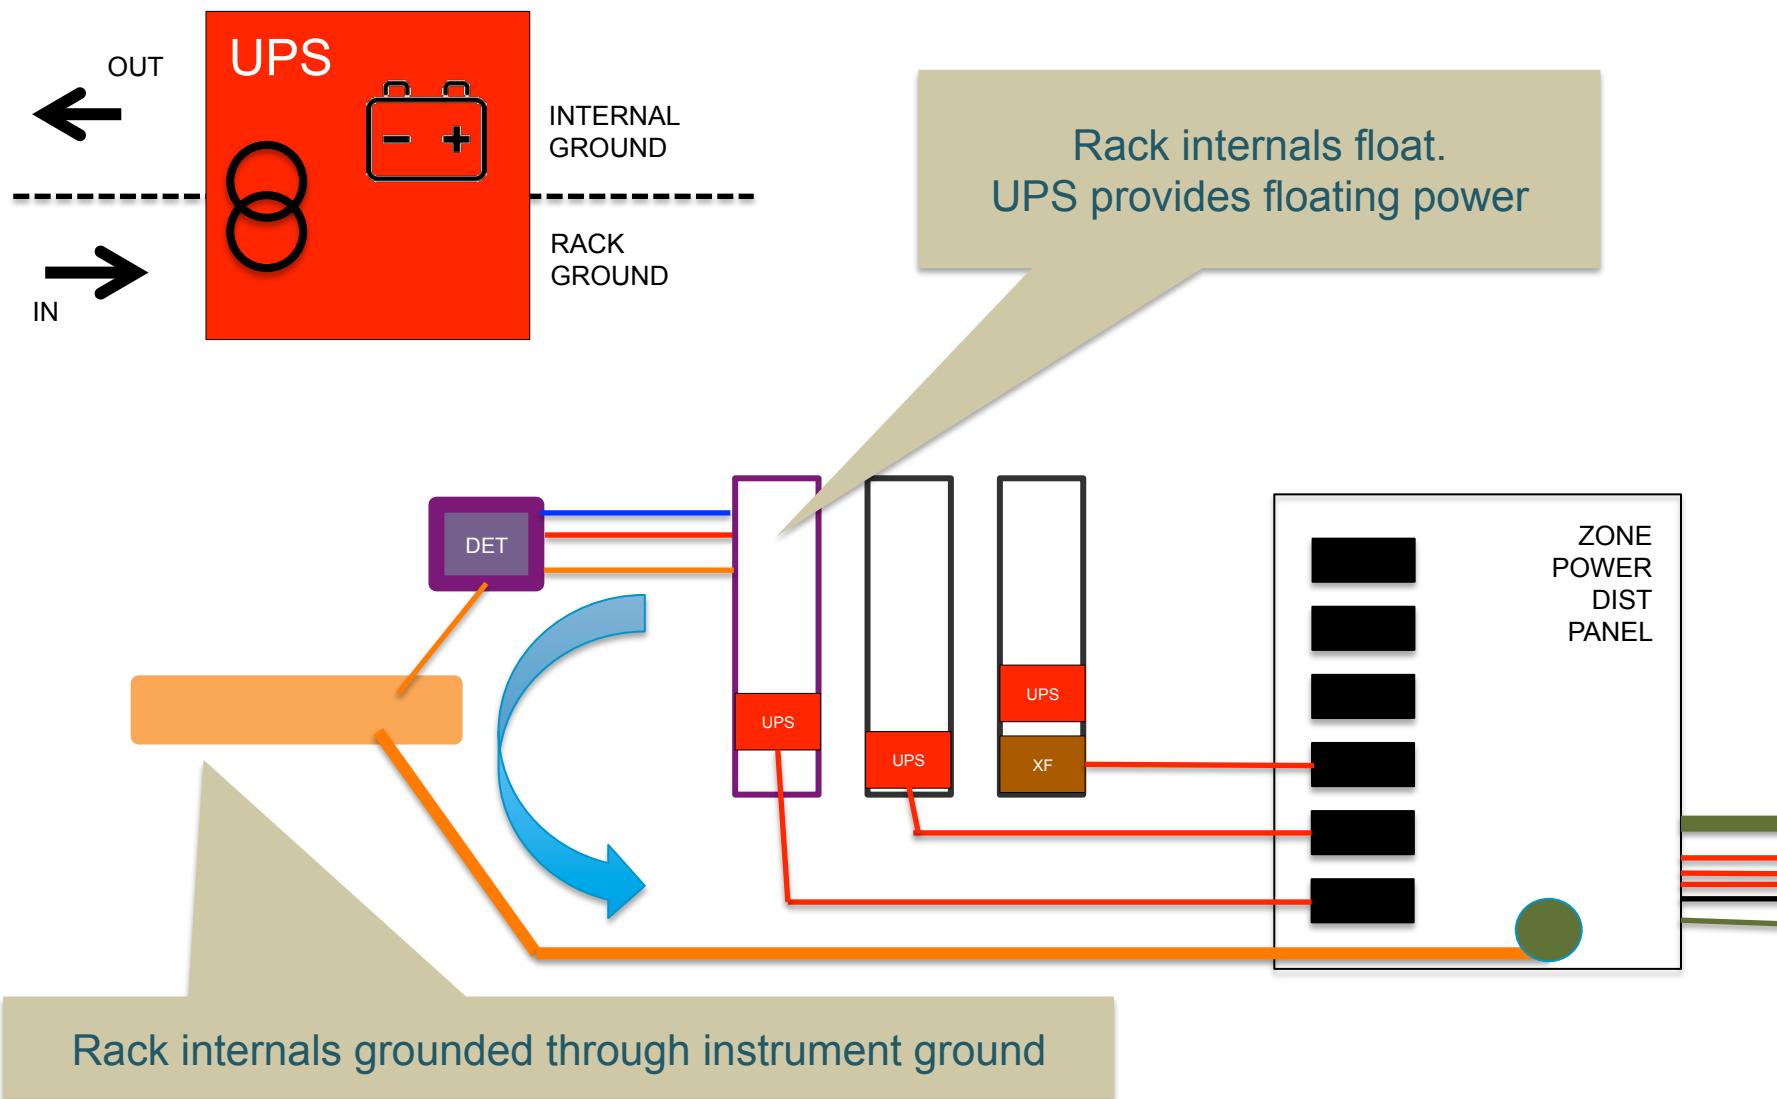 UPS
OUT
INTERNAL
GROUND
RACK
GROUND
IN
Rack internals float.
UPS provides floating power
DET
UPS
UPS
UPS
XF
ZONE
POWER
DIST
PANEL
Rack internals grounded through instrument ground